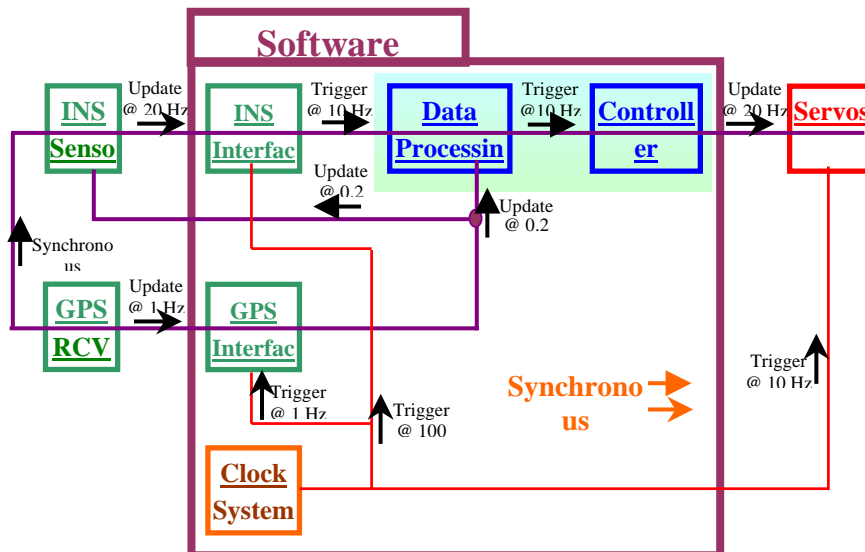 Software
Update
@ 20 Hz
Trigger
@ 10 Hz
Trigger
@10 Hz
Update
@ 20 Hz
INS
Senso
INS
Interfac
Data
Processin
Controll
er
Servos
Update
@ 0.2
Update
@ 0.2
Synchrono
us
Update
@ 1 Hz
GPS
RCV
GPS
Interfac
Trigger
@ 1 Hz
Trigger
@ 100
Synchrono
us
Trigger
@ 10 Hz
Clock
System